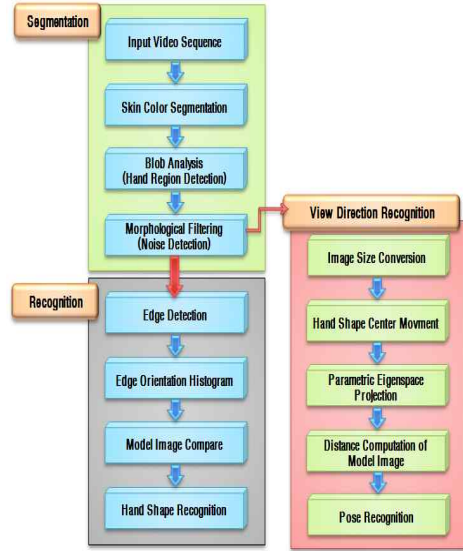 Segmentation
Input Video Sequence
Skin Color Segmentation
Blob Analysis
(Hand Region Detection)
Morphological Filtering
(Noise Detection)
Recognition
Edge Detection
Edge Orientation Histogram
Model Image Compare
Hand Shape Recognition
View Direction Recognition
Image Size Conversion
Hand Shape Center Movment
Parametric Eigenspace
Projection
Distance Computation of
Model Image
Pose Recognition